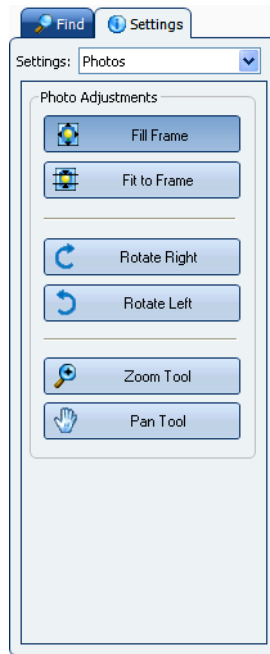 Find
Settings
Settings: Photos
Photo Adjustments
Fill Frame
Fit to Frame
Rotate Right
Rotate Left
Zoom Tool
Pan Tool